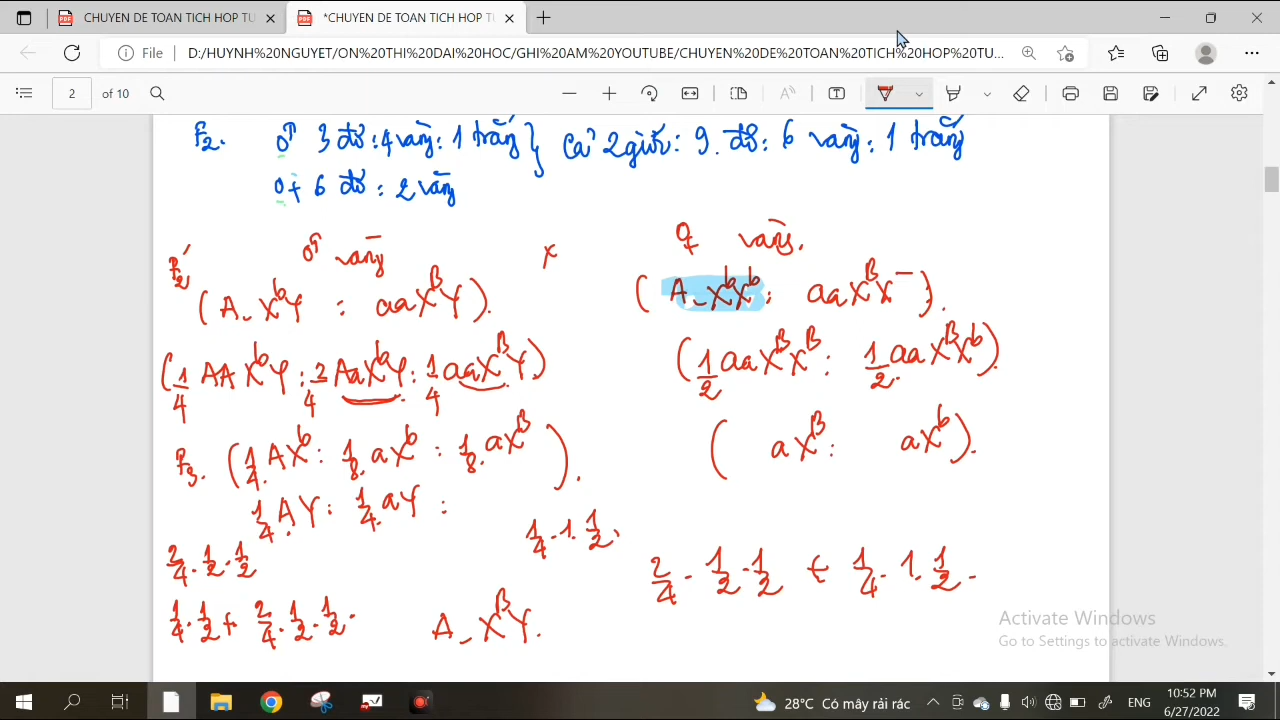 CHUYEN DE TOAN TICH HOP TU
*CHUYEN DE TOAN TICH HOP TU
File D:/HUYNH%20NGUYET/ON%20THI%20DAI%20HOC/GHI%20AM%20YOUTUBE/CHUYEN%20DE%20TOAN%20TICH%20HOP%20TU...
2 of 10
F2. ♂ 3 đỏ : 4 vàng : 1 trắng } Cả 2 giới : 9. đỏ : 6 vàng : 1 trắng
♀ 6 đỏ : 2 vàng
F2 ♂ vàng x ♀ vàng.
(A_X^bY : aaX^BY). (A_X^bX^b : aaX^BX^-).
(1/4 AAX^bY : 2/4 AaX^bY : 1/4 aaX^BY) (1/2 aaX^BX^B : 1/2 aaX^BX^b).
F3. (1/4 AX^b : 1/8 aX^b : 1/8 aX^B). (aX^B : aX^b).
1/4 AY : 1/4 aY :
2/4 . 1/2 . 1/2 1/4 . 1 . 1/2 .
2/4 . 1/2 . 1/2 + 1/4 . 1 . 1/2 .
1/4 . 1/2 + 2/4 . 1/2 . 1/2 . A_X^BY.
Activate Windows
Go to Settings to activate Windows.
28°C Có mây rải rác ENG 10:52 PM
6/27/2022